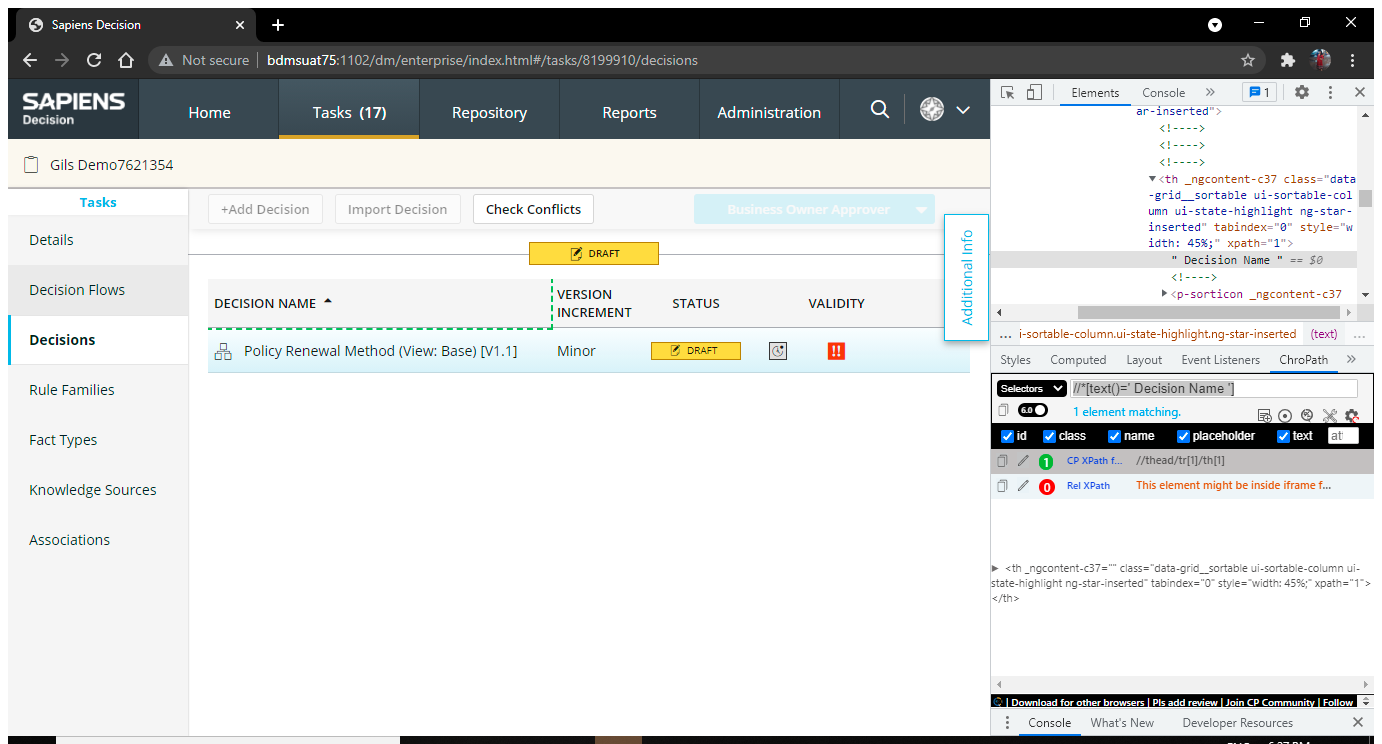 Sapiens Decision
Not secure | bdmsuat75:1102/dm/enterprise/index.html#/tasks/8199910/decisions
SAPIENS
Decision
Home
Tasks (17)
Repository
Reports
Administration
Gils Demo7621354
Tasks
Details
Decision Flows
Decisions
Rule Families
Fact Types
Knowledge Sources
Associations
+Add Decision
Import Decision
Check Conflicts
Business Owner Approver
Additional Info
DRAFT
DECISION NAME
VERSION
INCREMENT
STATUS
VALIDITY
Policy Renewal Method (View: Base) [V1.1]
Minor
DRAFT
!!
Elements
Console
»
1
ar-inserted">
<!---->
<!---->
<!---->
<th _ngcontent-c37 class="data
-grid__sortable ui-sortable-col
umn ui-state-highlight ng-star-
inserted" tabindex="0" style="w
idth: 45%;" xpath="1">
" Decision Name " == $0
<!---->
<p-sorticon _ngcontent-c37
... i-sortable-column.ui-state-highlight.ng-star-inserted (text) ...
Styles
Computed
Layout
Event Listeners
ChroPath
»
Selectors
//*[text()=' Decision Name ']
6.0
1 element matching.
id
class
name
placeholder
text
at
1
CP XPath f...
//thead/tr[1]/th[1]
0
Rel XPath
This element might be inside iframe f...
<th _ngcontent-c37="" class="data-grid__sortable ui-sortable-column ui-
state-highlight ng-star-inserted" tabindex="0" style="width: 45%;" xpath="1">
</th>
| Download for other browsers | Pls add review | Join CP Community | Follow
Console
What's New
Developer Resources